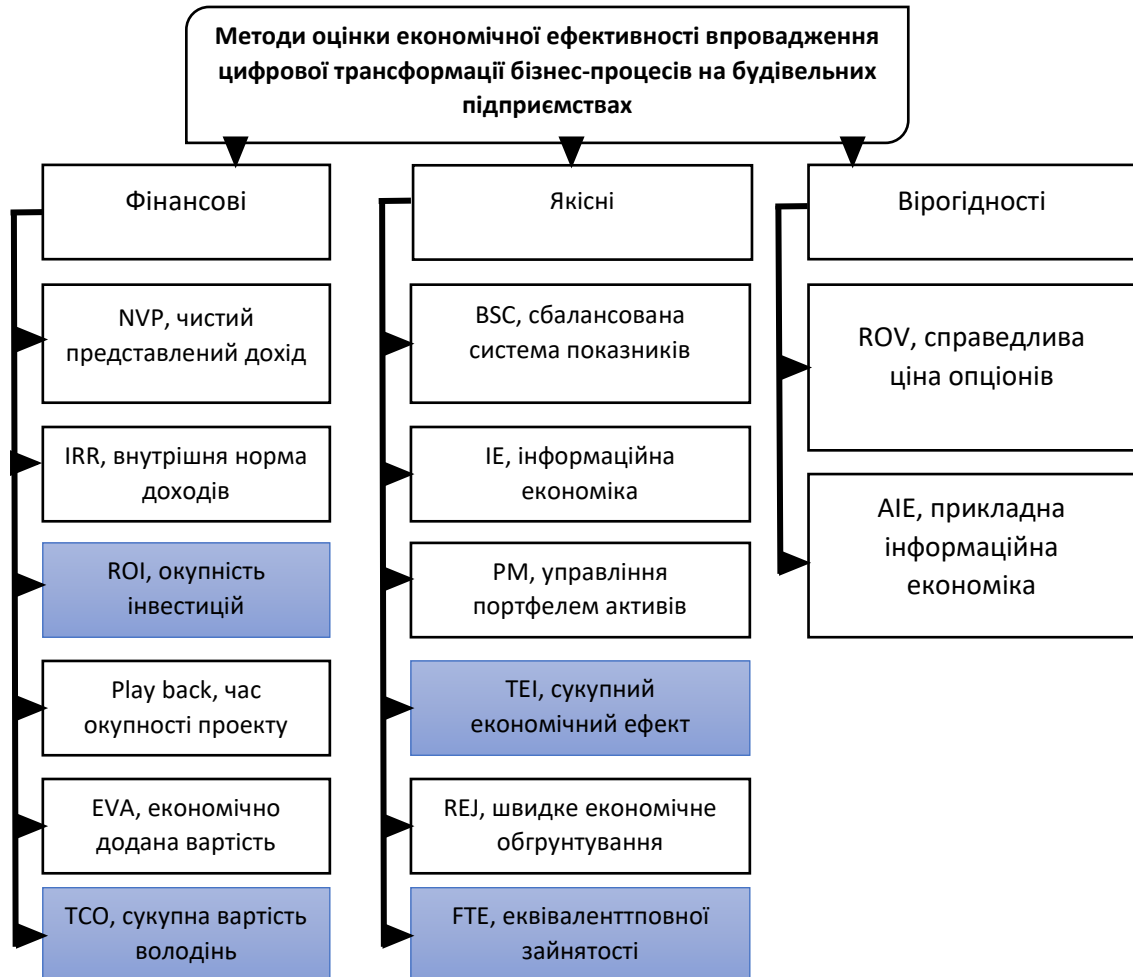 Методи оцінки економічної ефективності впровадження
цифрової трансформації бізнес-процесів на будівельних
підприємствах
Фінансові
NVP, чистий
представлений дохід
IRR, внутрішня норма
доходів
ROI, окупність
інвестицій
Play back, час
окупності проекту
EVA, економічно
додана вартість
TCO, сукупна вартість
володінь
Якісні
BSC, сбалансована
система показників
IE, інформаційна
економіка
PM, управління
портфелем активів
TEI, сукупний
економічний ефект
REJ, швидке економічне
обгрунтування
FTE, еквіваленттповної
зайнятості
Вірогідності
ROV, справедлива
ціна опціонів
AIE, прикладна
інформаційна
економіка